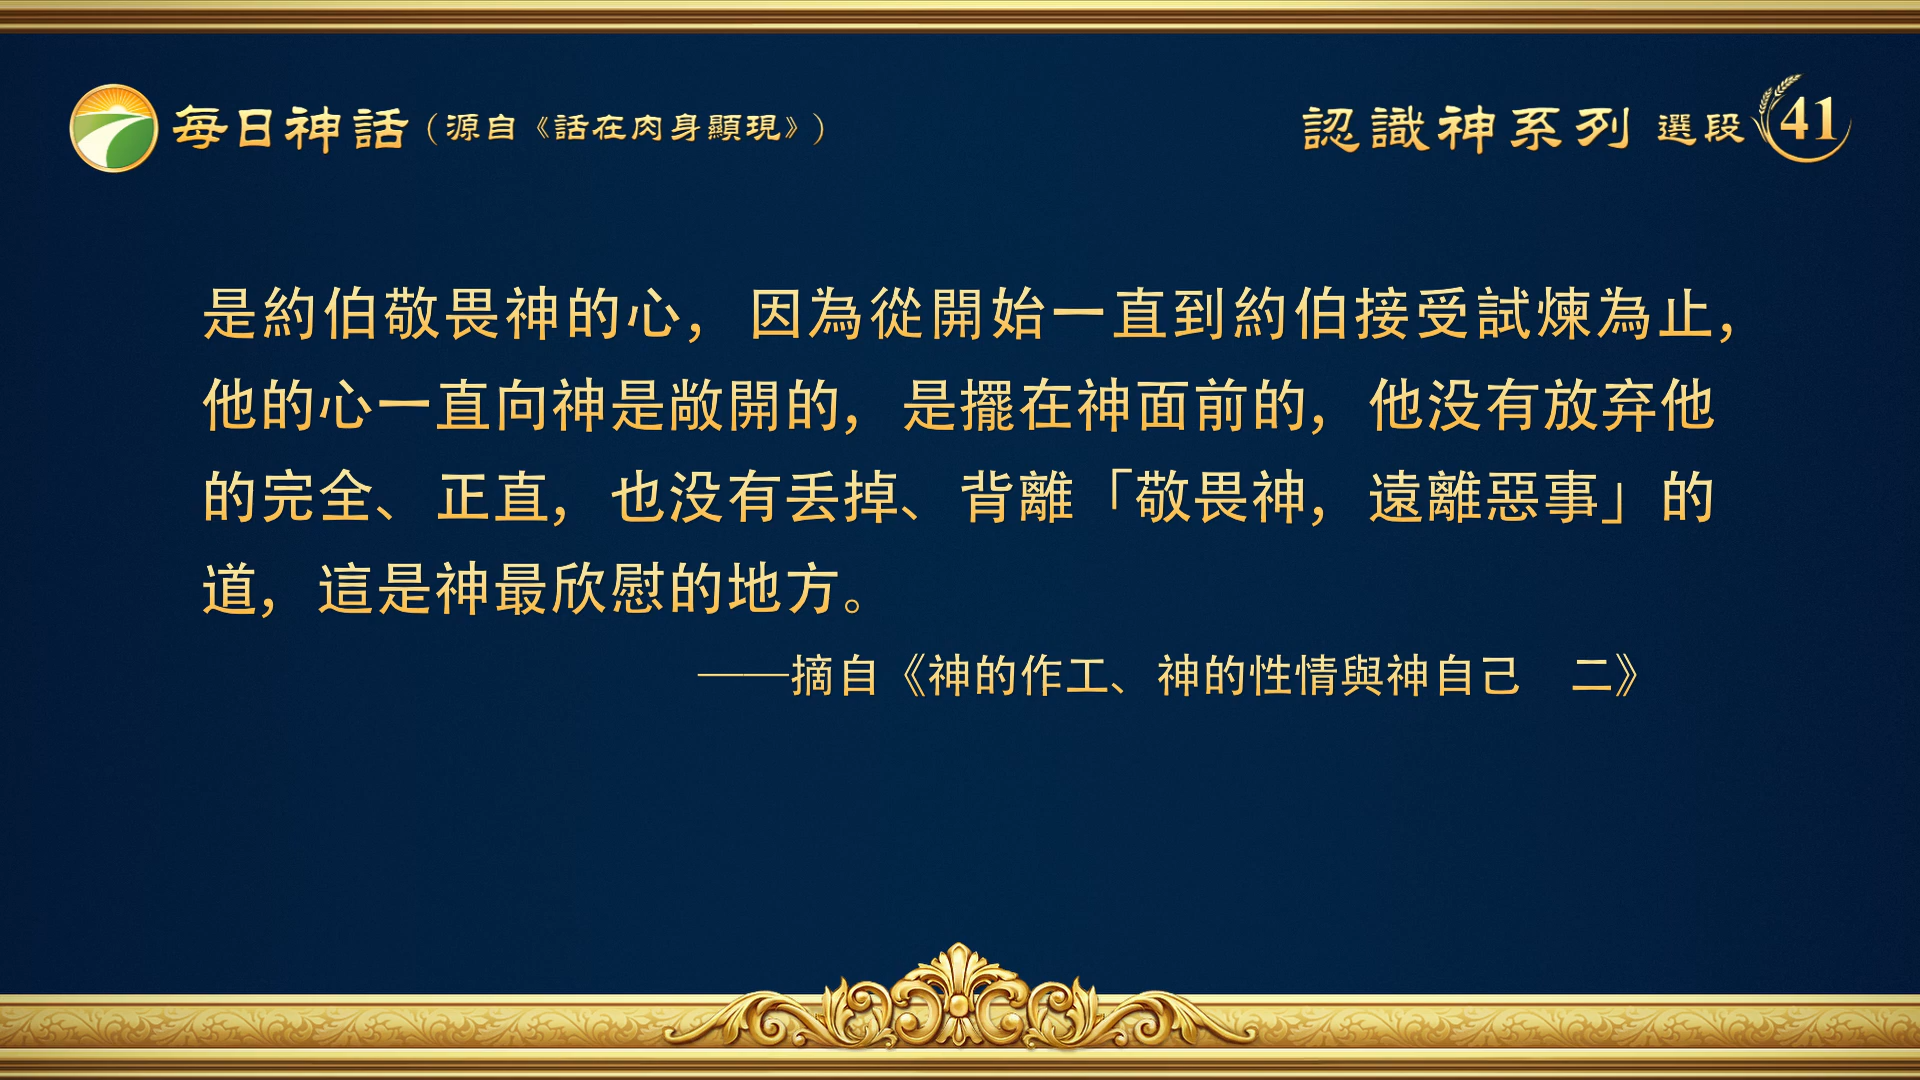 每日神話（源自《話在肉身顯現》）
認識神系列 選段 41
是約伯敬畏神的心，因為從開始一直到約伯接受試煉為止，
他的心一直向神是敞開的，是擺在神面前的，他没有放弃他
的完全、正直，也没有丢掉、背離「敬畏神，遠離惡事」的
道，這是神最欣慰的地方。
——摘自《神的作工、神的性情與神自己　二》